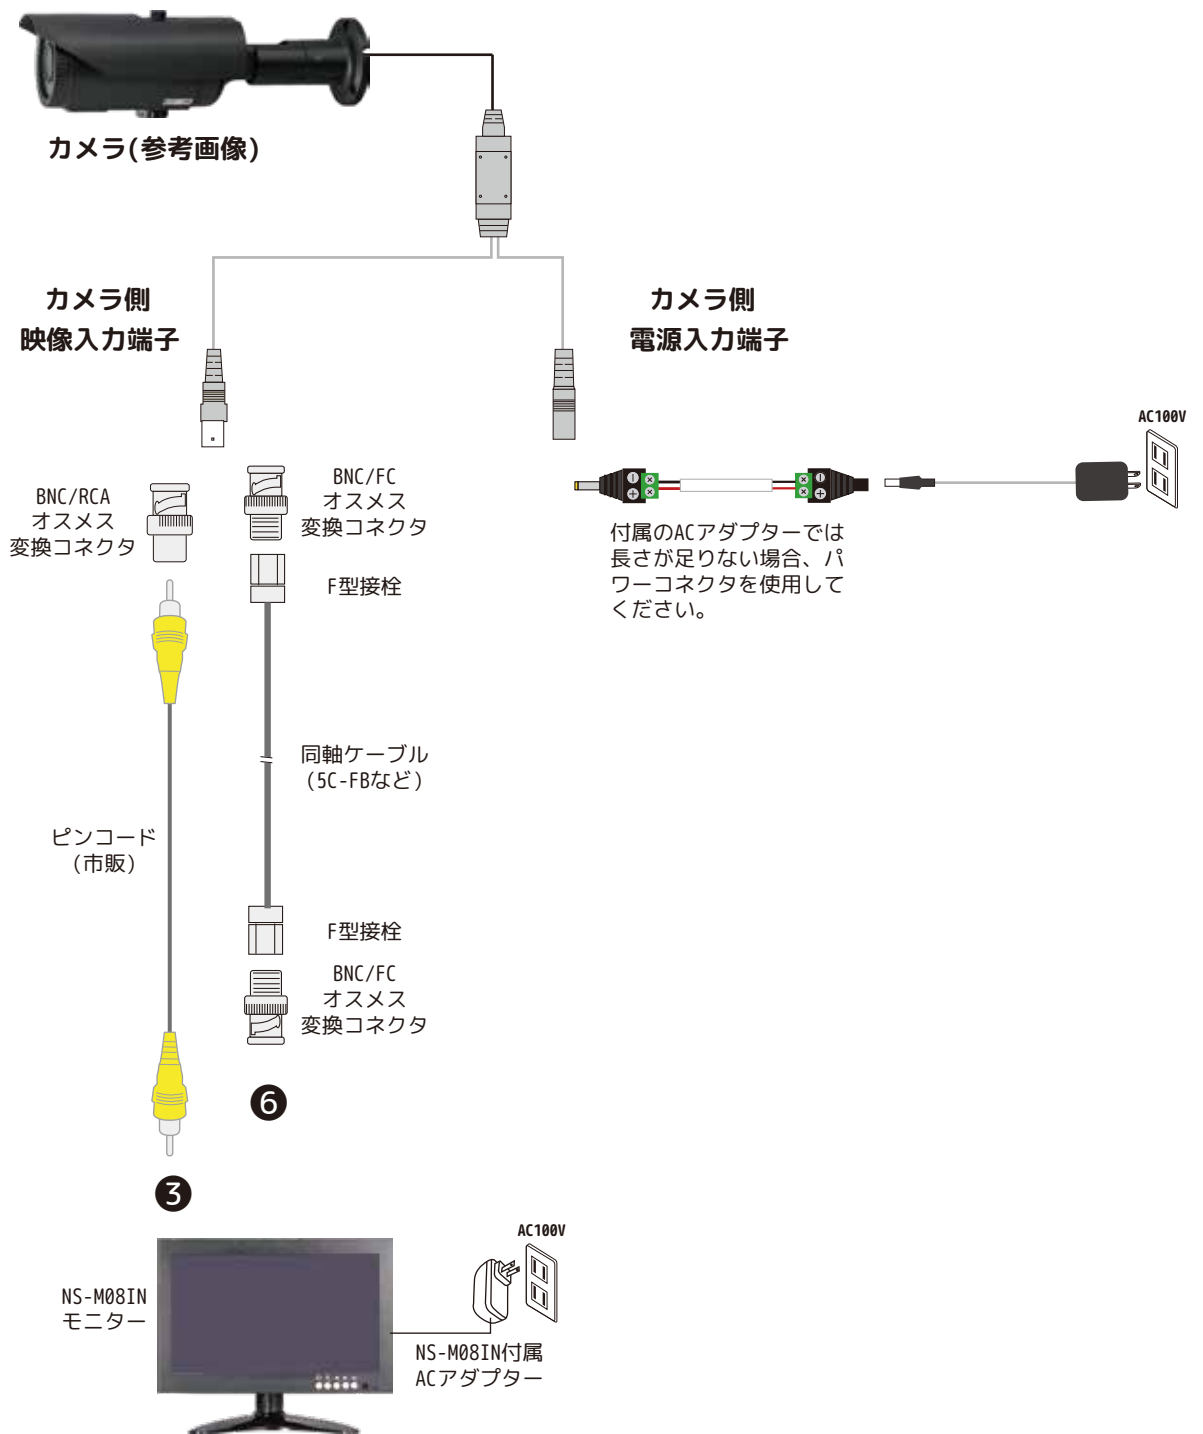 カメラ(参考画像)
カメラ側
映像入力端子
カメラ側
電源入力端子
AC100V
BNC/RCA
オスメス
変換コネクタ
BNC/FC
オスメス
変換コネクタ
F型接栓
付属のACアダプターでは
長さが足りない場合、パ
ワーコネクタを使用して
ください。
同軸ケーブル
(5C-FBなど)
ピンコード
(市販)
F型接栓
BNC/FC
オスメス
変換コネクタ
6
3
AC100V
NS-M08IN
モニター
NS-M08IN付属
ACアダプター